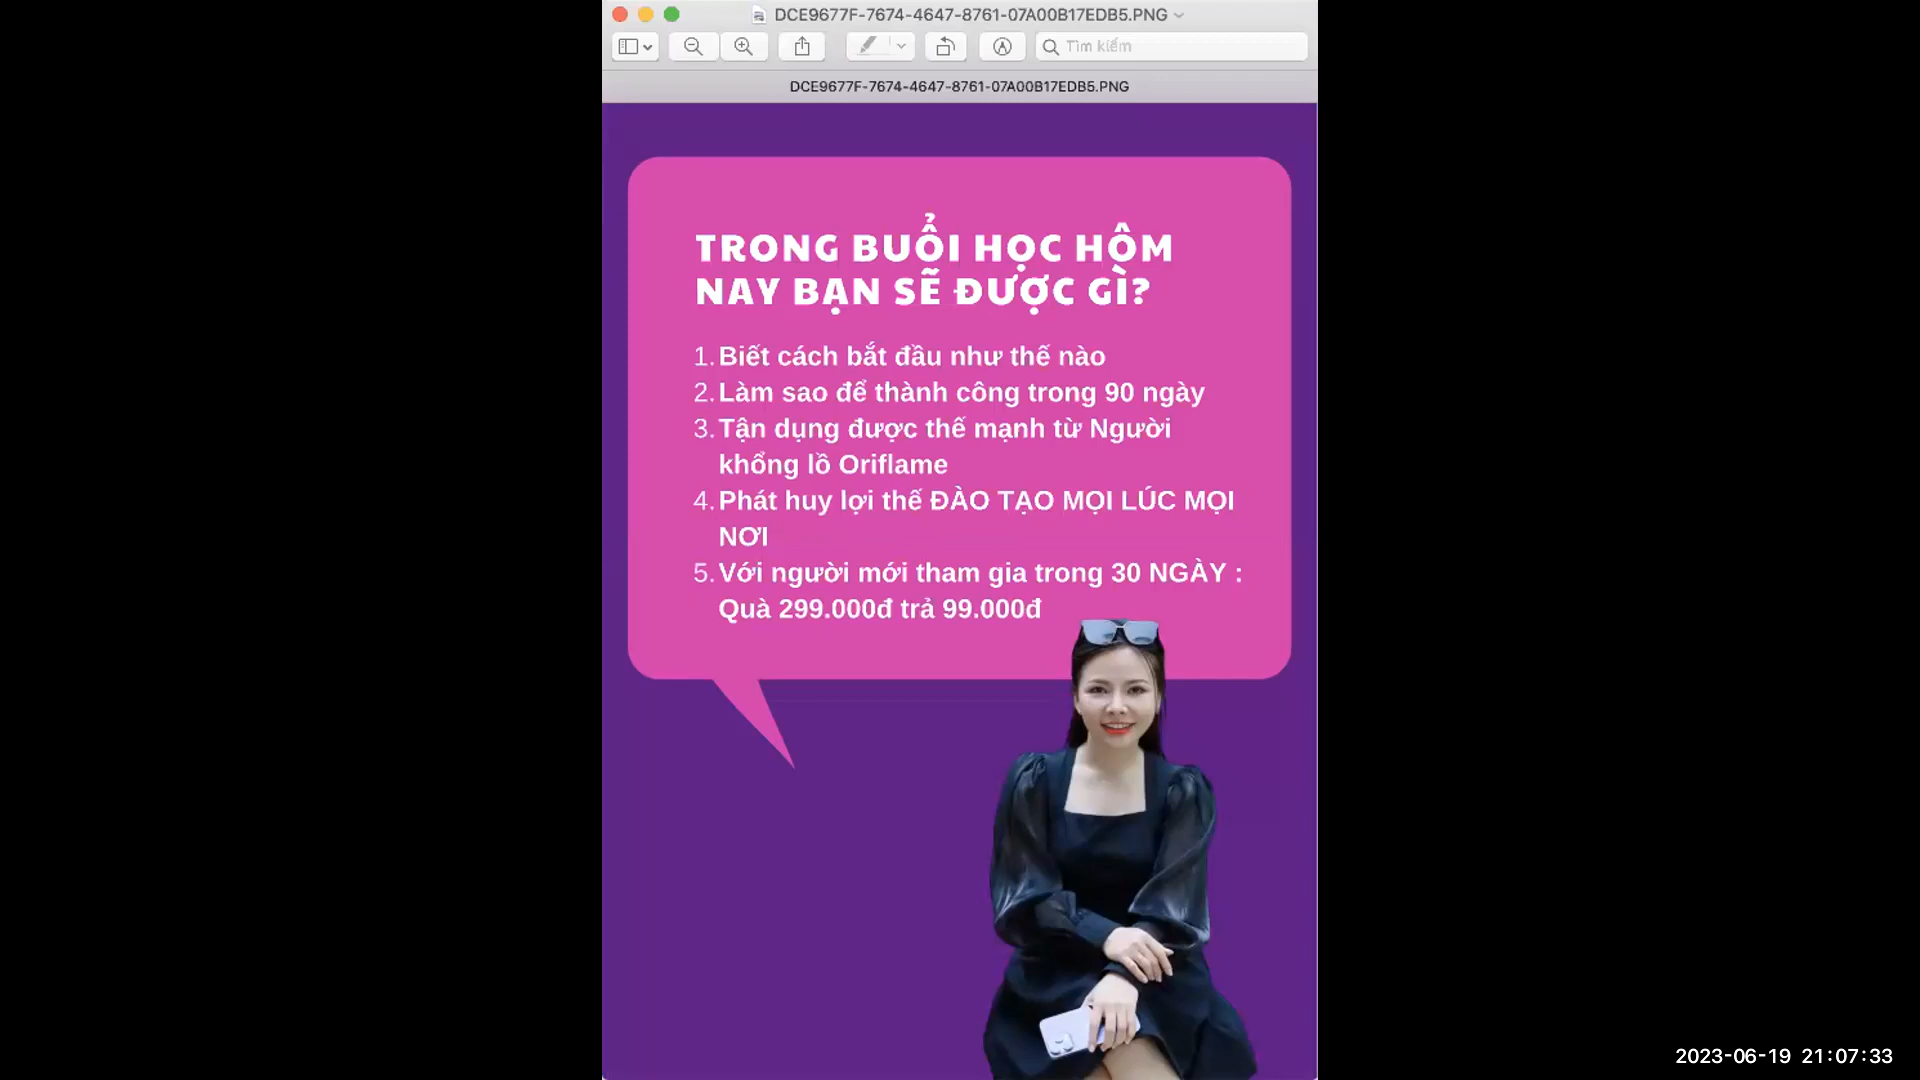 DCE9677F-7674-4647-8761-07A00B17EDB5.PNG
Tìm kiếm
DCE9677F-7674-4647-8761-07A00B17EDB5.PNG
TRONG BUỔI HỌC HÔM
NAY BẠN SẼ ĐƯỢC GÌ?
1. Biết cách bắt đầu như thế nào
2. Làm sao để thành công trong 90 ngày
3. Tận dụng được thế mạnh từ Người
khổng lồ Oriflame
4. Phát huy lợi thế ĐÀO TẠO MỌI LÚC MỌI
NƠI
5. Với người mới tham gia trong 30 NGÀY :
Quà 299.000đ trả 99.000đ
2023-06-19 21:07:33